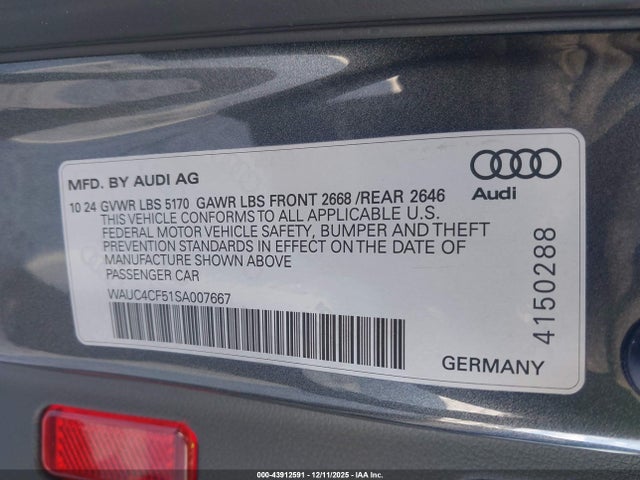 MFD. BY AUDI AG
10 24 GVWR LBS 5170 GAWR LBS FRONT 2668 /REAR 2646
THIS VEHICLE CONFORMS TO ALL APPLICABLE U.S.
FEDERAL MOTOR VEHICLE SAFETY, BUMPER AND THEFT
PREVENTION STANDARDS IN EFFECT ON THE DATE OF
MANUFACTURE SHOWN ABOVE
PASSENGER CAR
WAUC4CF51SA007667
Audi
4150288
GERMANY
000-43912591 - 12/11/2025 - IAA Inc.